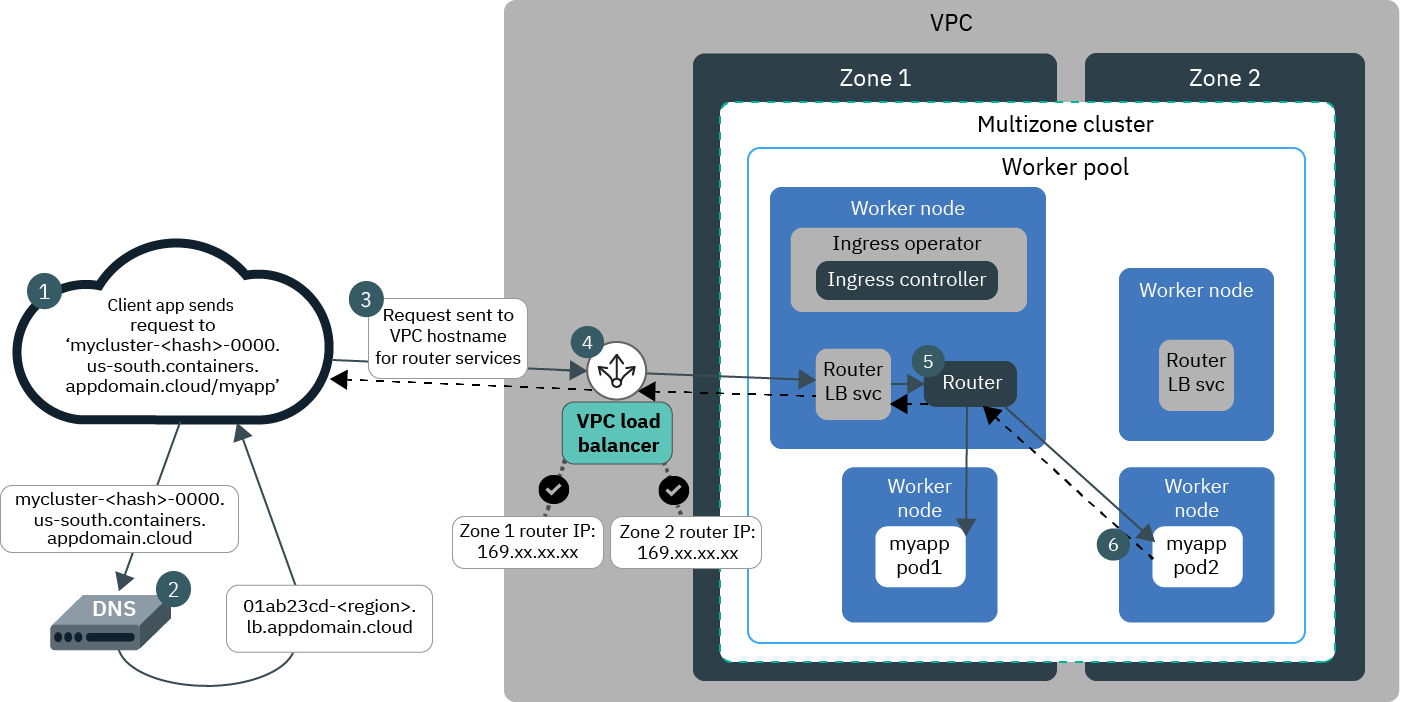 VPC
Zone 1
Zone 2
Multizone cluster
Worker pool
Worker node
Ingress operator
Ingress controller
Worker node
1
Client app sends
request to
‘mycluster-<hash>-0000.
us-south.containers.
appdomain.cloud/myapp’
3
Request sent to
VPC hostname
for router services
4
VPC load
balancer
Router
LB svc
5
Router
Router
LB svc
mycluster-<hash>-0000.
us-south.containers.
appdomain.cloud
Zone 1 router IP:
169.xx.xx.xx
Zone 2 router IP:
169.xx.xx.xx
Worker
node
myapp
pod1
Worker
node
6
myapp
pod2
DNS
2
01ab23cd-<region>.
lb.appdomain.cloud